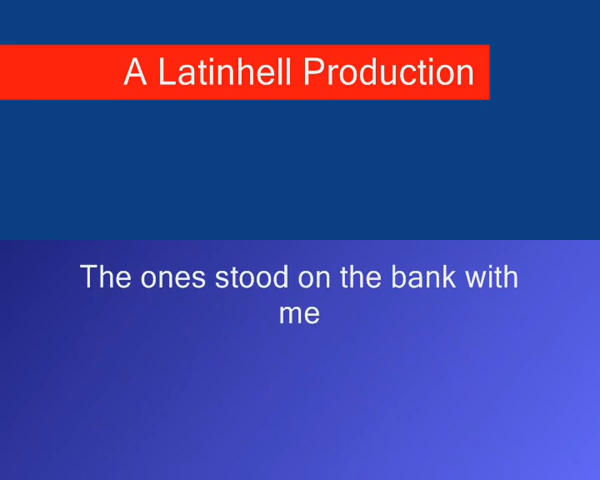 A Latinhell Production
The ones stood on the bank with
me